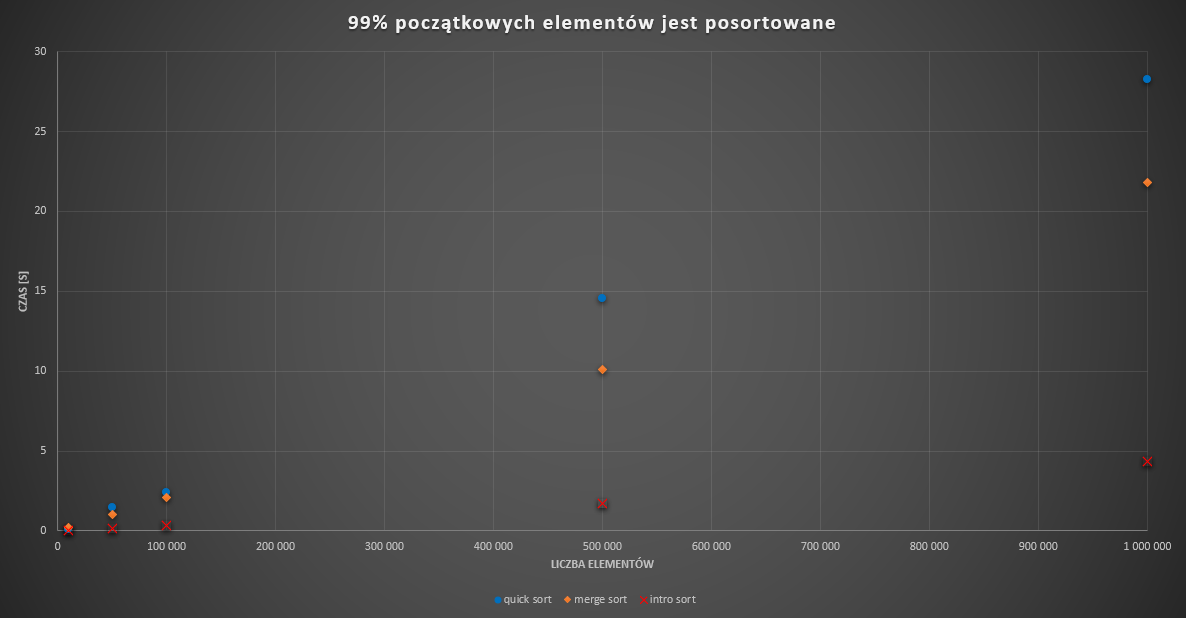 99% początkowych elementów jest posortowane
30
25
20
15
10
5
0
CZAS [S]
0 100 000 200 000 300 000 400 000 500 000 600 000 700 000 800 000 900 000 1 000 000
LICZBA ELEMENTÓW
quick sort merge sort intro sort